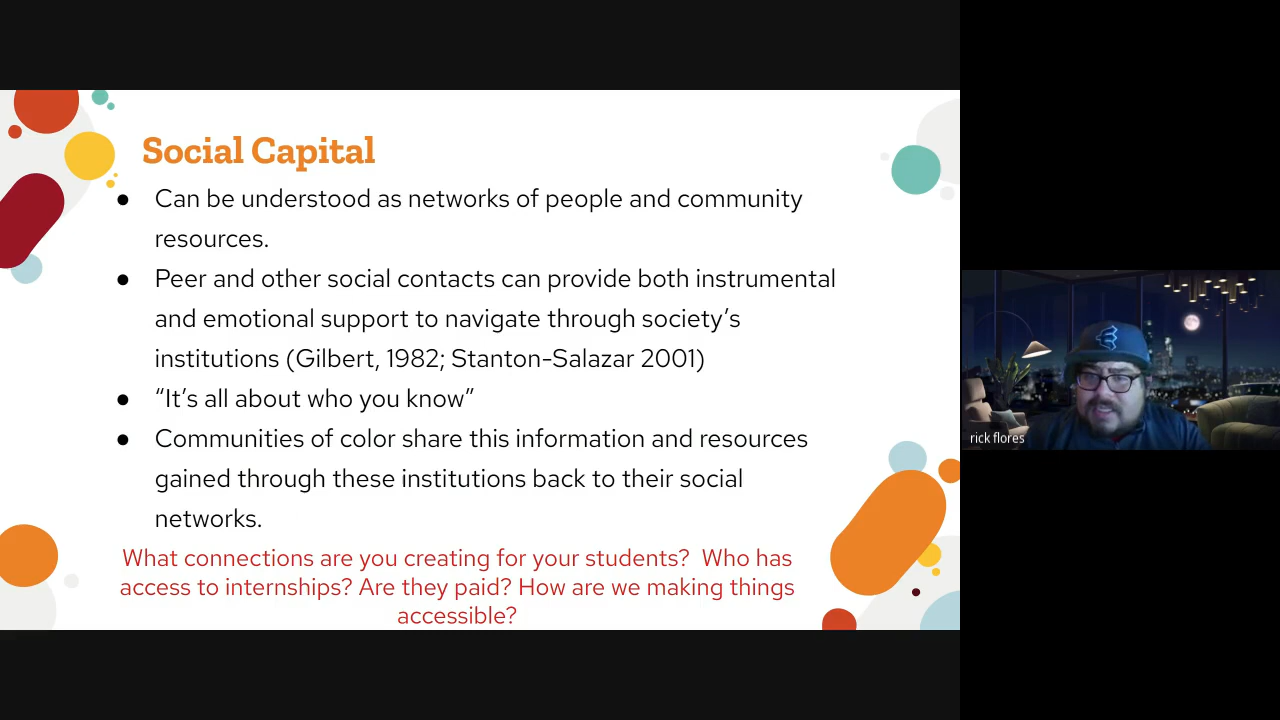 Social Capital
● Can be understood as networks of people and community
resources.
● Peer and other social contacts can provide both instrumental
and emotional support to navigate through society’s
institutions (Gilbert, 1982; Stanton-Salazar 2001)
● “It’s all about who you know”
● Communities of color share this information and resources
gained through these institutions back to their social
networks.
What connections are you creating for your students?  Who has
access to internships? Are they paid? How are we making things
accessible?
rick flores